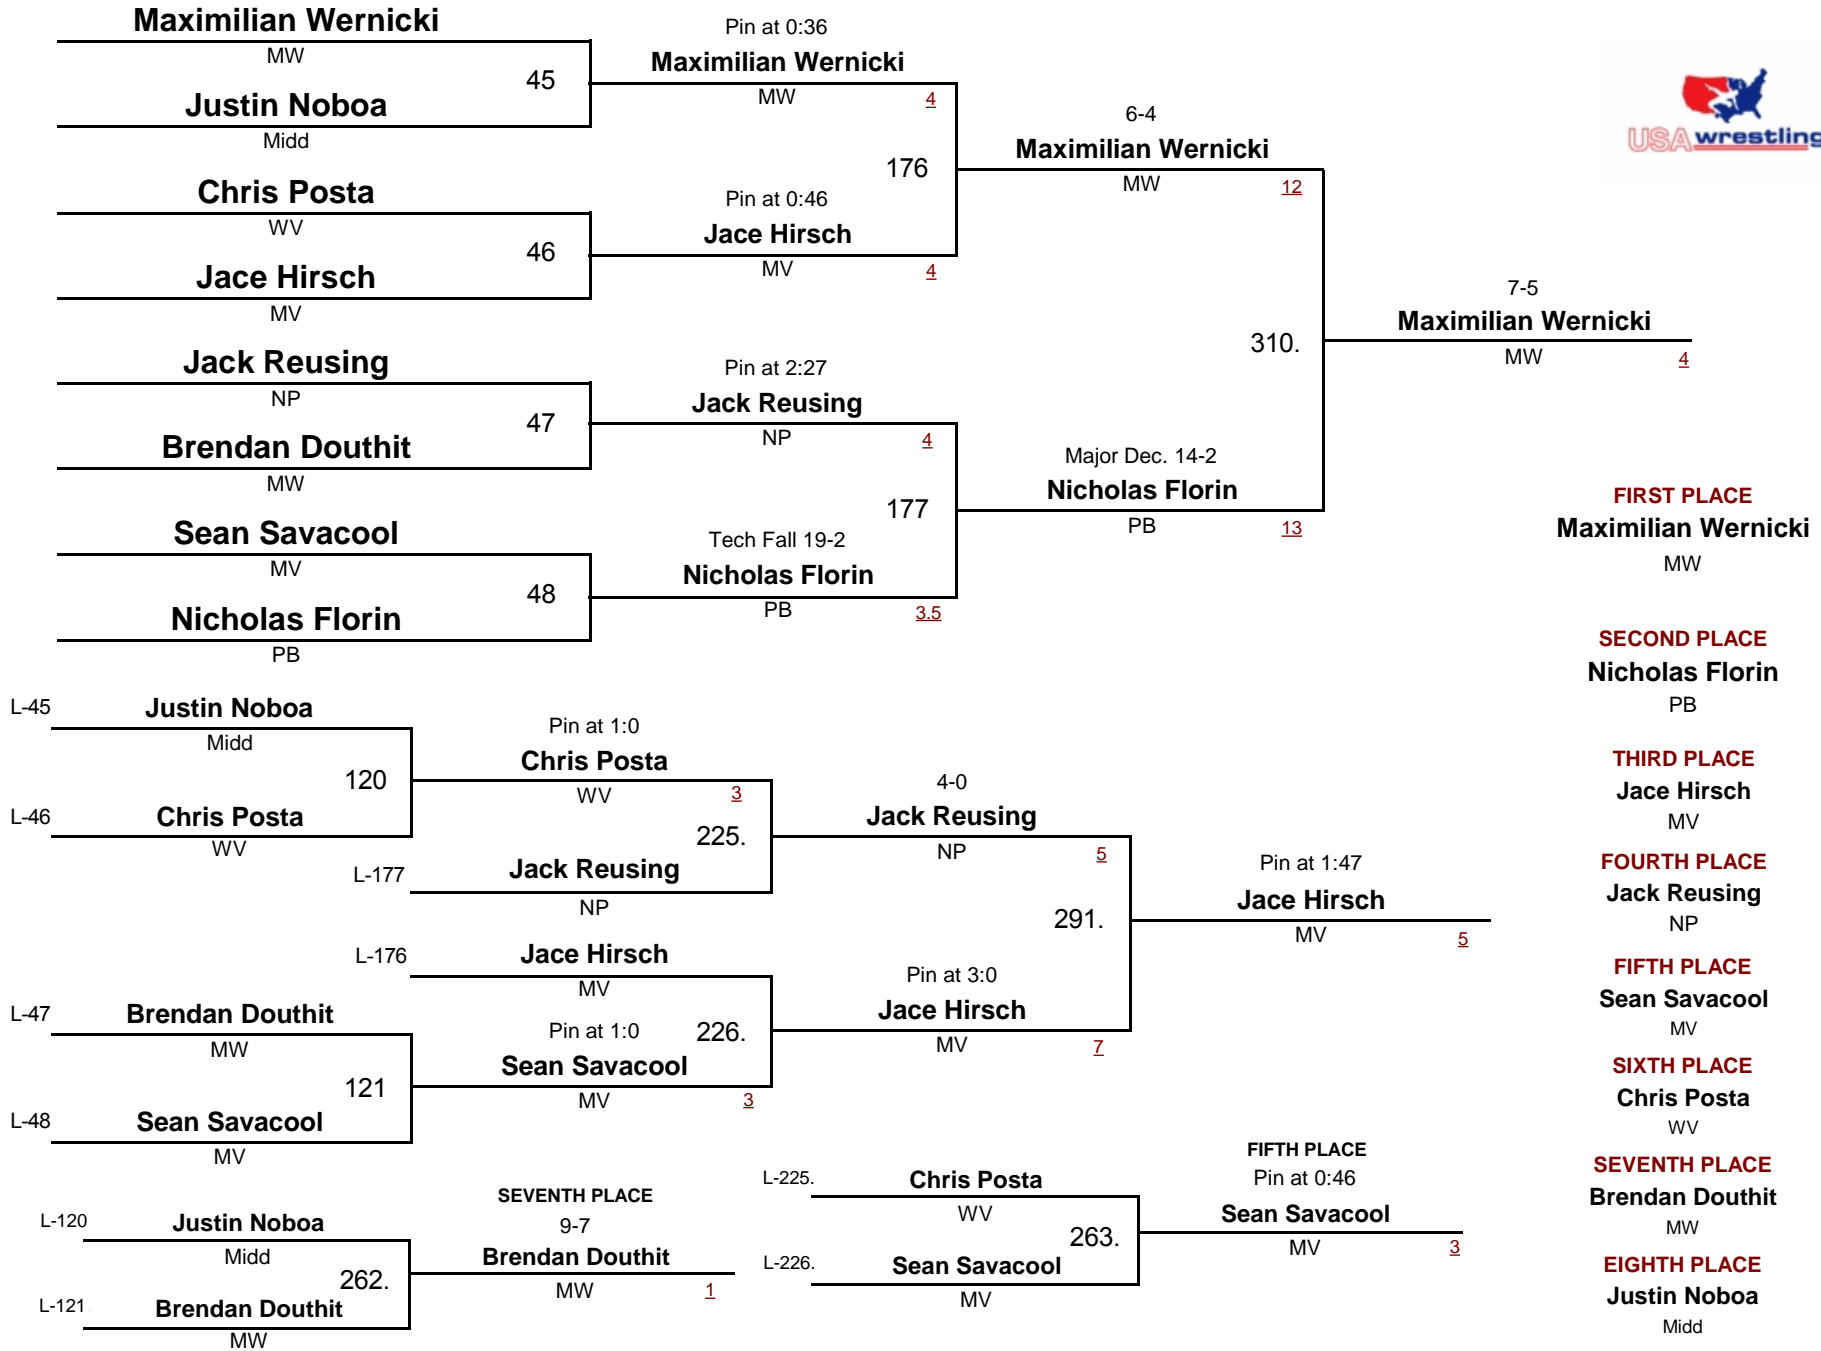 Maximilian Wernicki
MW
45
Justin Noboa
Midd
Chris Posta
WV
46
Jace Hirsch
MV
Jack Reusing
NP
47
Brendan Douthit
MW
Sean Savacool
MV
48
Nicholas Florin
PB
Pin at 0:36
Maximilian Wernicki
MW
4
176
Pin at 0:46
Jace Hirsch
MV
4
Pin at 2:27
Jack Reusing
NP
4
177
Tech Fall 19-2
Nicholas Florin
PB
3.5
6-4
Maximilian Wernicki
MW
12
310.
Major Dec. 14-2
Nicholas Florin
PB
13
7-5
Maximilian Wernicki
MW
4
USA wrestling
L-45
Justin Noboa
Midd
120
L-46
Chris Posta
WV
Pin at 1:0
Chris Posta
WV
3
225.
L-177
Jack Reusing
NP
L-176
Jace Hirsch
MV
226.
L-47
Brendan Douthit
MW
121
L-48
Sean Savacool
MV
Pin at 1:0
Sean Savacool
MV
3
4-0
Jack Reusing
NP
5
291.
Pin at 3:0
Jace Hirsch
MV
7
Pin at 1:47
Jace Hirsch
MV
5
L-120
Justin Noboa
Midd
262.
L-121
Brendan Douthit
MW
SEVENTH PLACE
9-7
Brendan Douthit
MW
1
L-225.
Chris Posta
WV
263.
L-226.
Sean Savacool
MV
FIFTH PLACE
Pin at 0:46
Sean Savacool
MV
3
FIRST PLACE
Maximilian Wernicki
MW
SECOND PLACE
Nicholas Florin
PB
THIRD PLACE
Jace Hirsch
MV
FOURTH PLACE
Jack Reusing
NP
FIFTH PLACE
Sean Savacool
MV
SIXTH PLACE
Chris Posta
WV
SEVENTH PLACE
Brendan Douthit
MW
EIGHTH PLACE
Justin Noboa
Midd